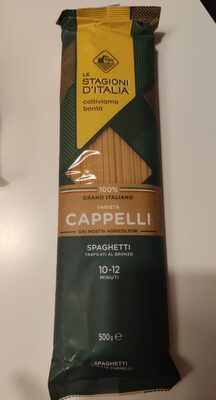 LE
STAGIONI
D'ITALIA
coltiviamo
bontà
100%
GRANO ITALIANO
VARIETÀ
CAPPELLI
DAI NOSTRI AGRICOLTORI
SPAGHETTI
TRAFILATI AL BRONZO
10-12
MINUTI
500g e
SPAGHETTI
CAPPELLI